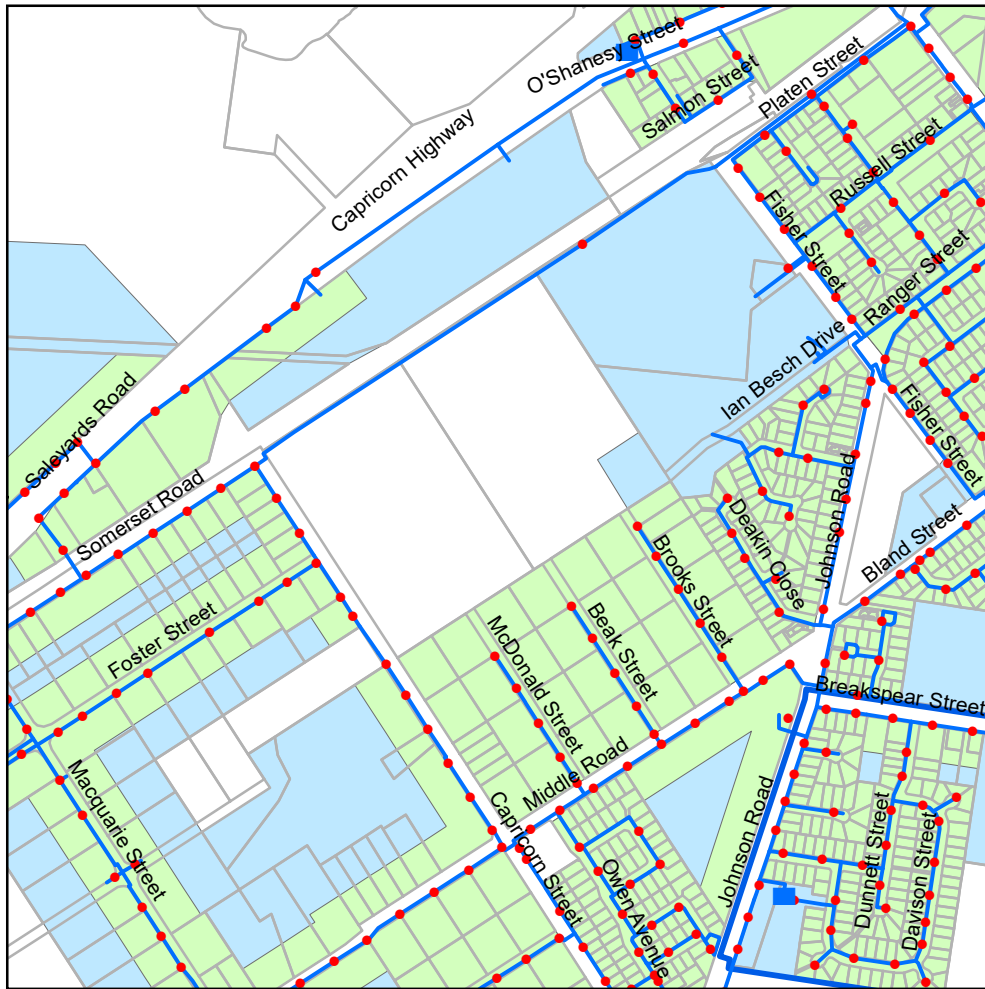 O'Shanesy Street
Salmon Street
Platen Street
Capricorn Highway
Russell Street
Fisher Street
Ranger Street
Ian Besch Drive
Saleyards Road
Fisher Street
Somerset Road
Johnson Road
Deakin Close
Bland Street
Brooks Street
Foster Street
Beak Street
McDonald Street
Breakspear Street
Middle Road
Macquarie Street
Capricorn Street
Johnson Road
Dunnett Street
Davison Street
Owen Avenue